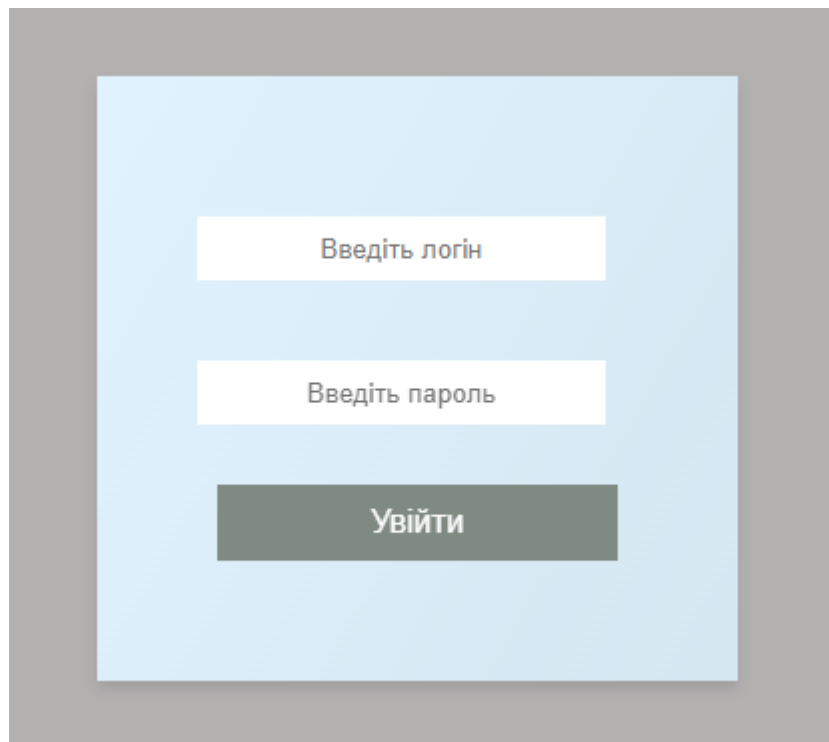 Введіть логін
Введіть пароль
Увійти